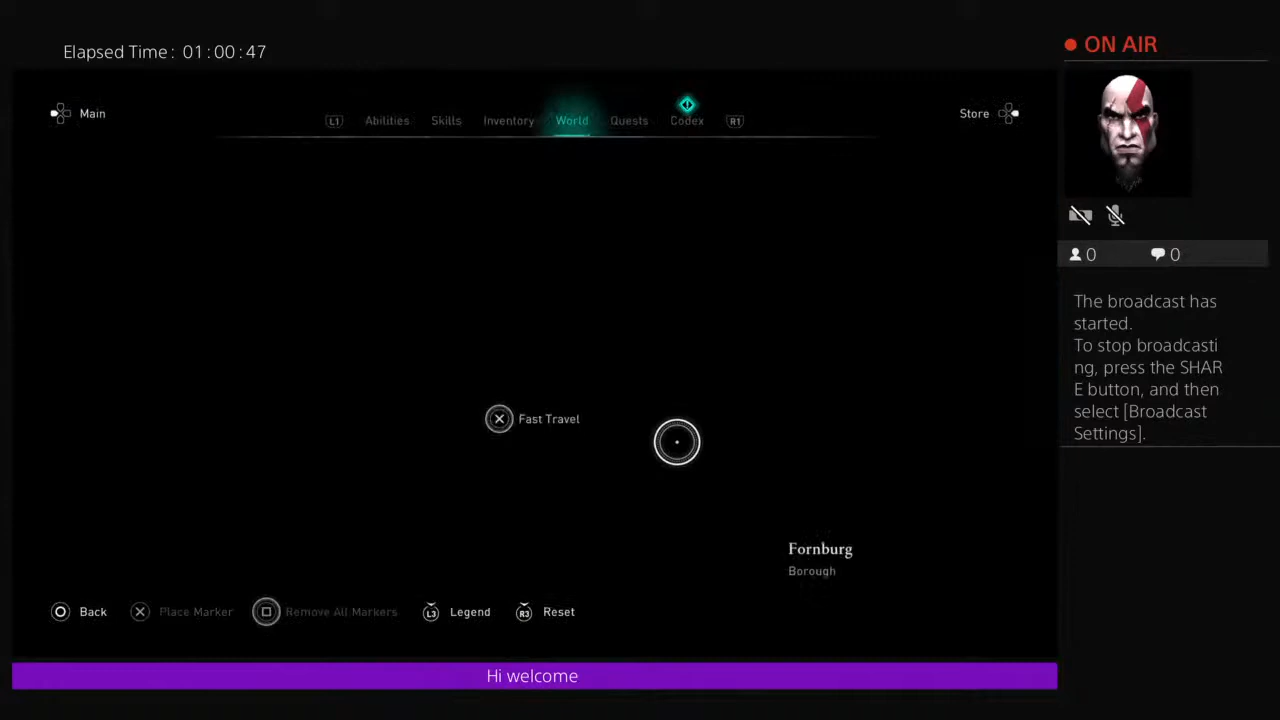 Elapsed Time: 01:00:47
ON AIR
Main
L1 Abilities Skills Inventory World Quests Codex R1
Store
0 0
The broadcast has
started.
To stop broadcasti
ng, press the SHAR
E button, and then
select [Broadcast
Settings].
Fast Travel
Fornburg
Borough
Back Place Marker Remove All Markers L3 Legend R3 Reset
Hi welcome